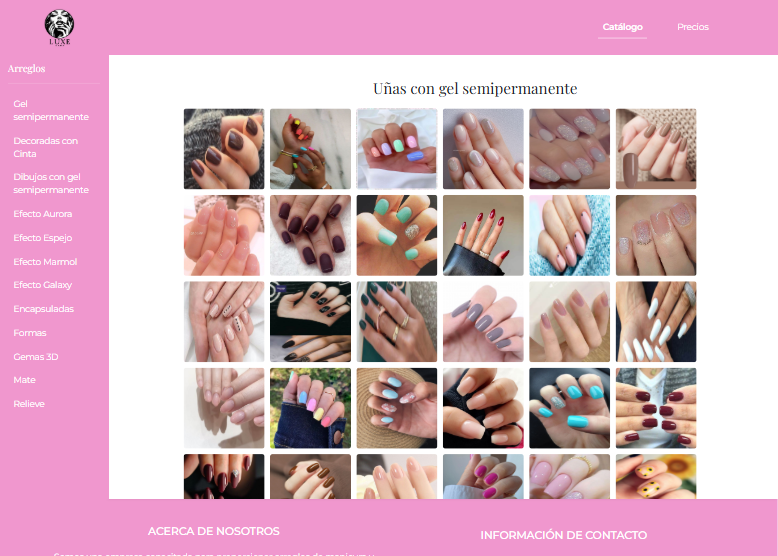 LUXE
Catálogo
Precios
Arreglos
Gel
semipermanente
Decoradas con
Cinta
Dibujos con gel
semipermanente
Efecto Aurora
Efecto Espejo
Efecto Marmol
Efecto Galaxy
Encapsuladas
Formas
Gemas 3D
Mate
Relieve
Uñas con gel semipermanente
ACERCA DE NOSOTROS
INFORMACIÓN DE CONTACTO